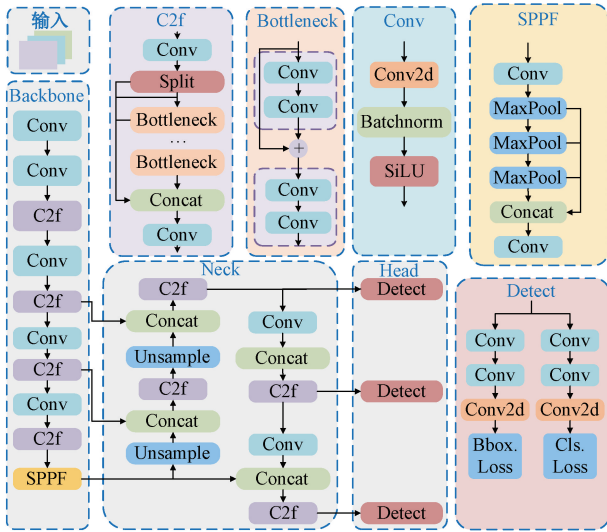 输入
Backbone
Conv
Conv
C2f
Conv
C2f
Conv
C2f
Conv
C2f
SPPF
C2f
Conv
Split
Bottleneck
...
Bottleneck
Concat
Conv
Bottleneck
Conv
Conv
+
Conv
Conv
Conv
Conv2d
Batchnorm
SiLU
SPPF
Conv
MaxPool
MaxPool
MaxPool
Concat
Conv
Neck
C2f
Concat
Unsample
C2f
Concat
Unsample
Conv
Concat
C2f
Conv
Concat
C2f
Head
Detect
Detect
Detect
Detect
Conv
Conv
Conv2d
Bbox.
Loss
Conv
Conv
Conv2d
Cls.
Loss